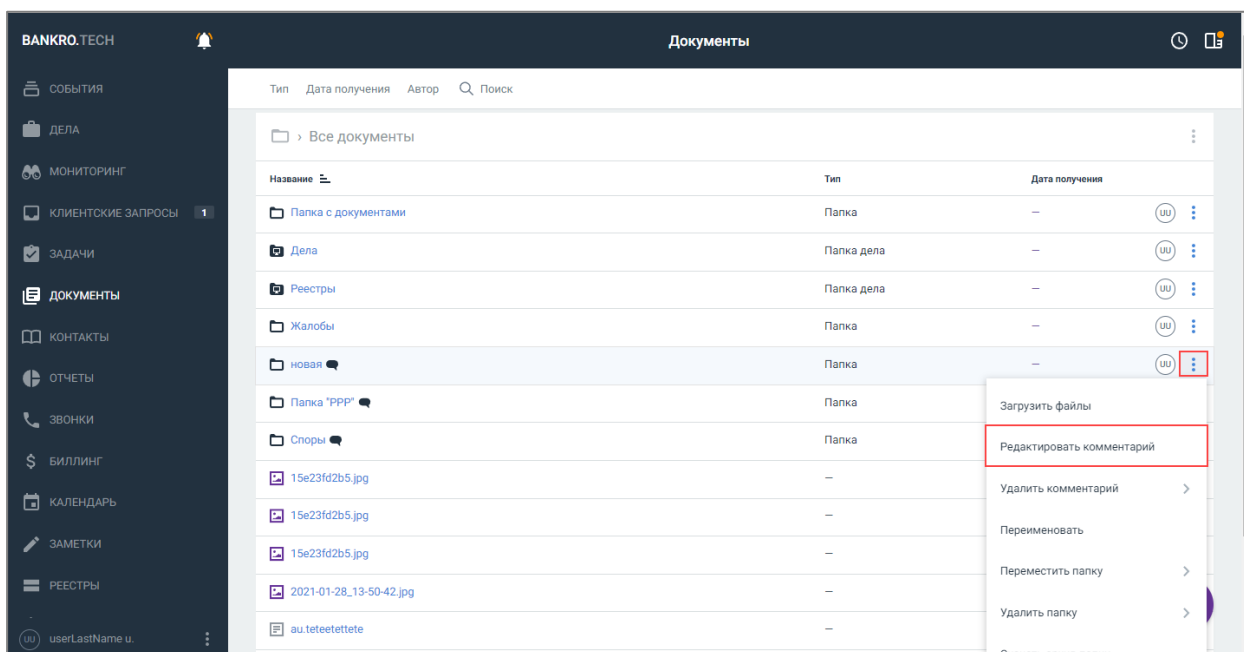 BANKRO.TECH
Документы
СОБЫТИЯ
Тип Дата получения Автор Поиск
ДЕЛА
› Все документы
МОНИТОРИНГ
Название Тип Дата получения
КЛИЕНТСКИЕ ЗАПРОСЫ 1
Папка с документами Папка — UU
ЗАДАЧИ
Дела Папка дела — UU
ДОКУМЕНТЫ
Реестры Папка дела — UU
КОНТАКТЫ
Жалобы Папка — UU
ОТЧЕТЫ
новая Папка — UU
ЗВОНКИ
Папка "PPP" Папка
Загрузить файлы
БИЛЛИНГ
Споры Папка
Редактировать комментарий
КАЛЕНДАРЬ
15e23fd2b5.jpg —
Удалить комментарий
ЗАМЕТКИ
15e23fd2b5.jpg —
Переименовать
15e23fd2b5.jpg —
Переместить папку
РЕЕСТРЫ
2021-01-28_13-50-42.jpg —
Удалить папку
au.teteetettete —
UU userLastName u.